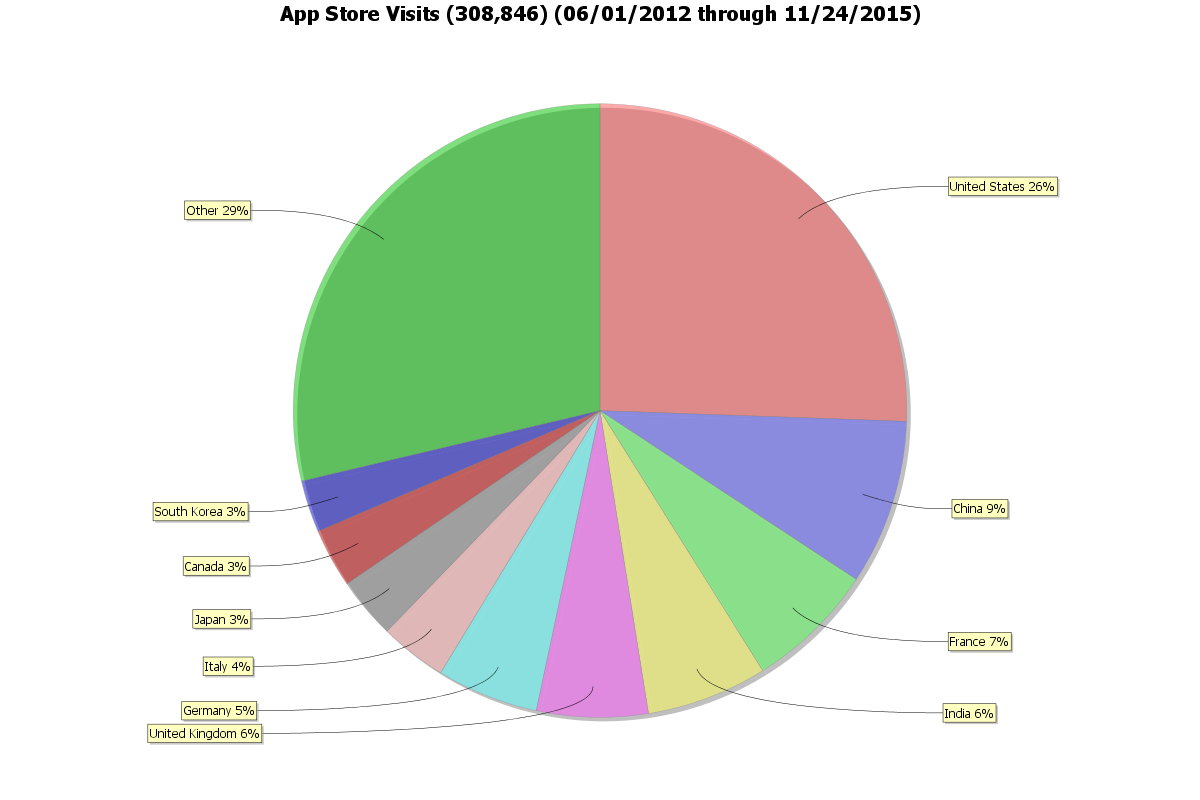 App Store Visits (308,846) (06/01/2012 through 11/24/2015)
United States 26%
Other 29%
China 9%
South Korea 3%
Canada 3%
Japan 3%
France 7%
Italy 4%
Germany 5%
India 6%
United Kingdom 6%